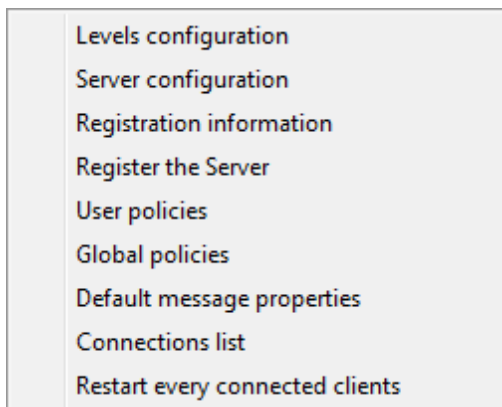 Levels configuration
Server configuration
Registration information
Register the Server
User policies
Global policies
Default message properties
Connections list
Restart every connected clients